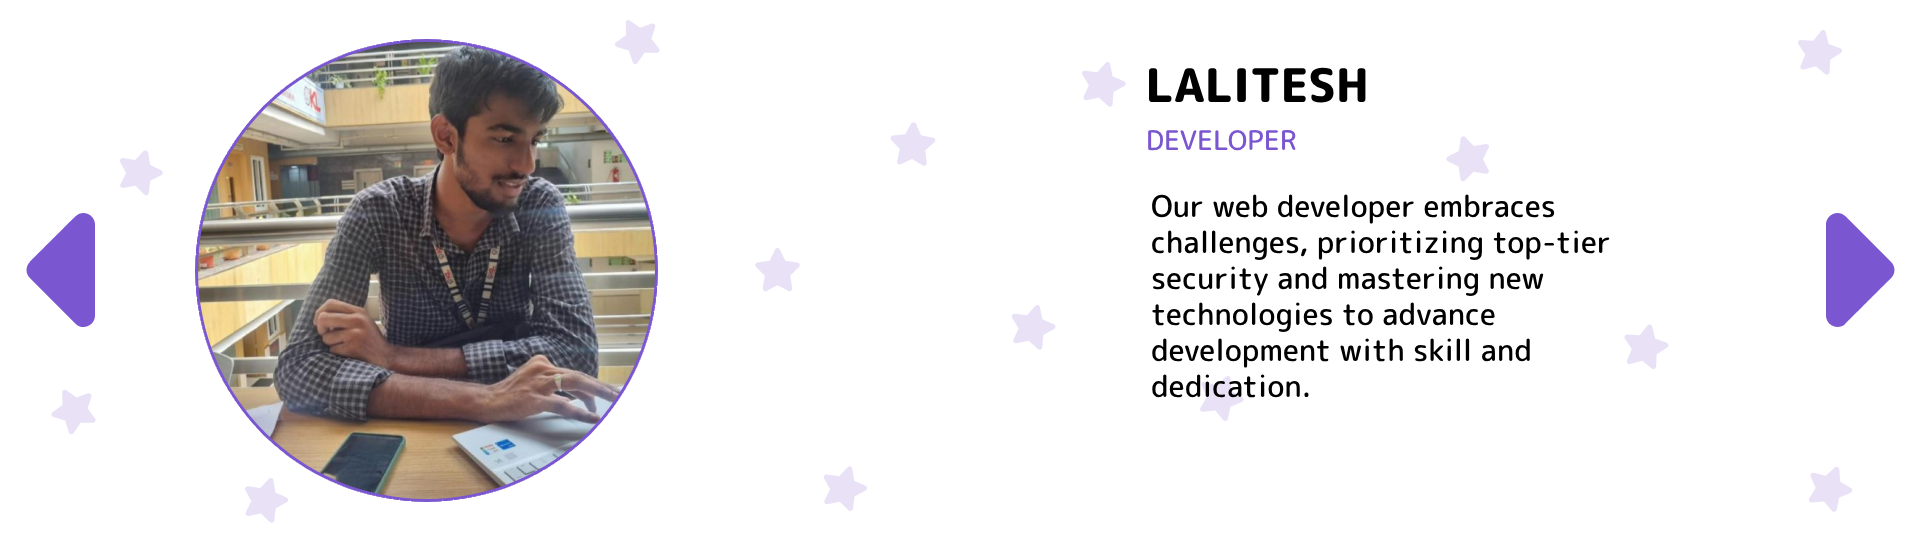 LALITESH
DEVELOPER
Our web developer embraces
challenges, prioritizing top-tier
security and mastering new
technologies to advance
development with skill and
dedication.